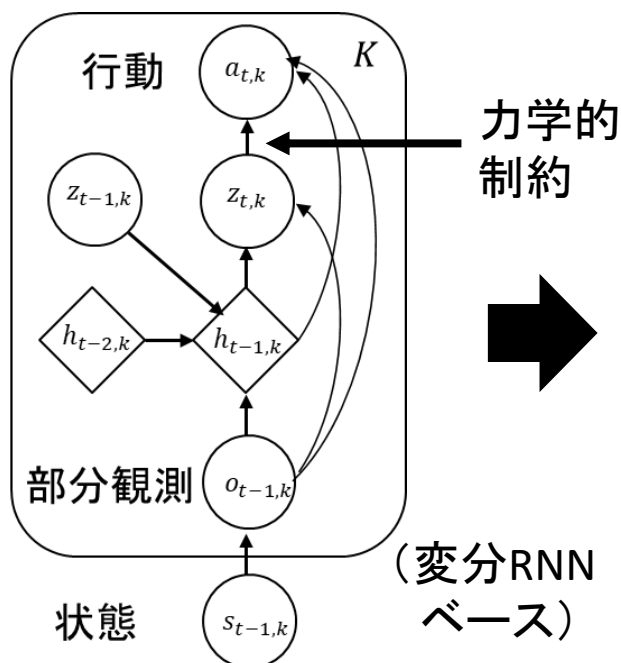 行動
a_{t,k}
K
力学的
制約
z_{t-1,k}
z_{t,k}
h_{t-2,k}
h_{t-1,k}
部分観測
o_{t-1,k}
（変分RNN
ベース）
状態
s_{t-1,k}